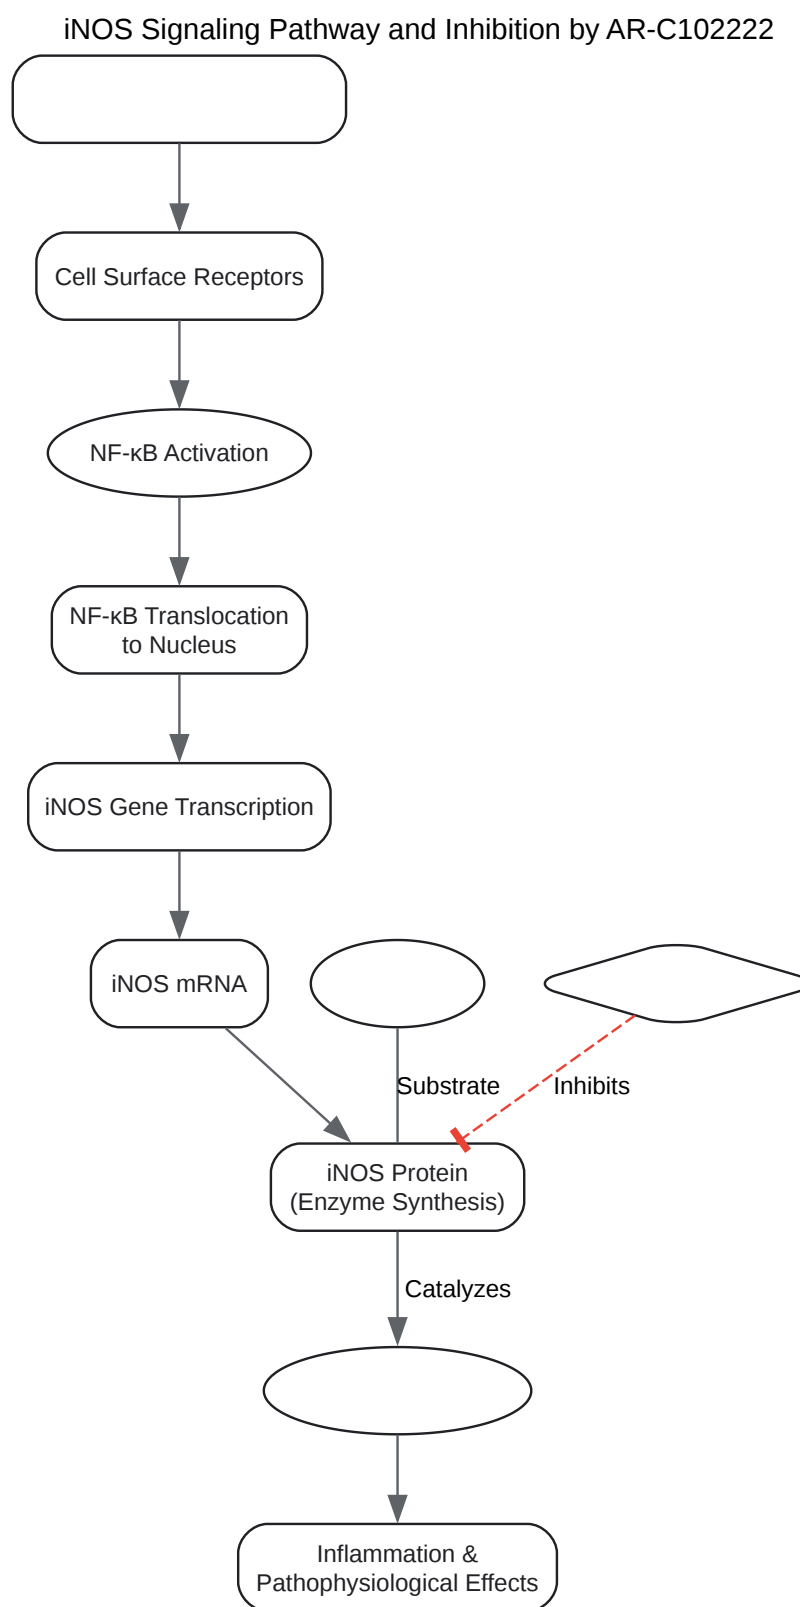 iNOS Signaling Pathway and Inhibition by AR-C102222
Cell Surface Receptors
NF-κB Activation
NF-κB Translocation
to Nucleus
iNOS Gene Transcription
iNOS mRNA
Substrate
Inhibits
iNOS Protein
(Enzyme Synthesis)
Catalyzes
Inflammation &
Pathophysiological Effects